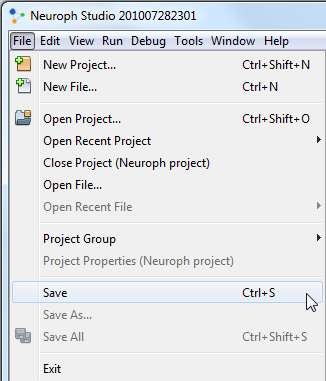 Neuroph Studio 201007282301
File Edit View Run Debug Tools Window Help
New Project... Ctrl+Shift+N
New File... Ctrl+N
Open Project... Ctrl+Shift+O
Open Recent Project
Close Project (Neuroph project)
Open File...
Open Recent File
Project Group
Project Properties (Neuroph project)
Save Ctrl+S
Save As...
Save All Ctrl+Shift+S
Exit